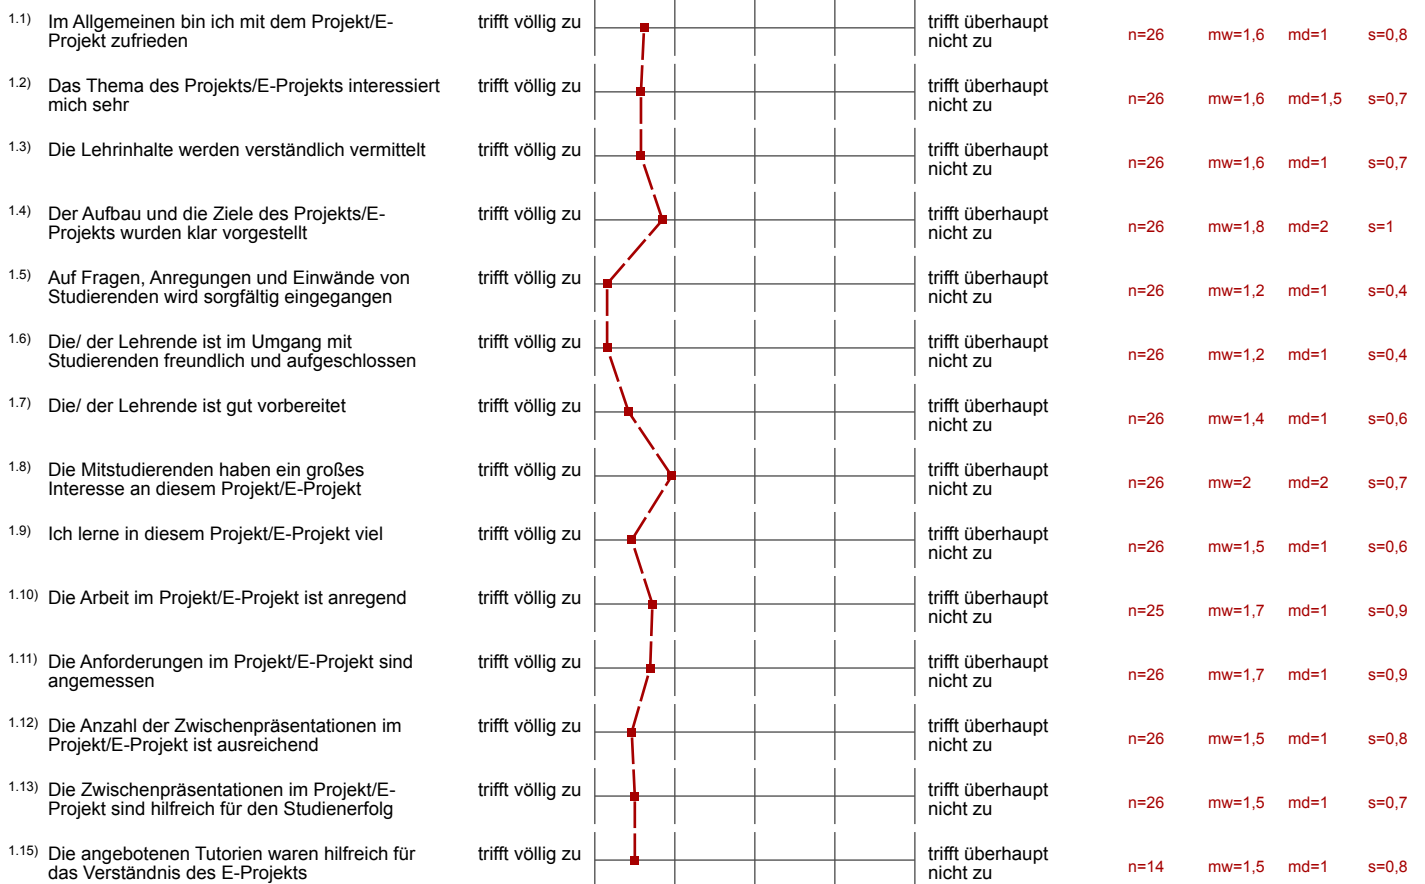 1.1) Im Allgemeinen bin ich mit dem Projekt/E- trifft völlig zu trifft überhaupt n=26 mw=1,6 md=1 s=0,8
Projekt zufrieden nicht zu
1.2) Das Thema des Projekts/E-Projekts interessiert trifft völlig zu trifft überhaupt n=26 mw=1,6 md=1,5 s=0,7
mich sehr nicht zu
1.3) Die Lehrinhalte werden verständlich vermittelt trifft völlig zu trifft überhaupt n=26 mw=1,6 md=1 s=0,7
nicht zu
1.4) Der Aufbau und die Ziele des Projekts/E- trifft völlig zu trifft überhaupt n=26 mw=1,8 md=2 s=1
Projekts wurden klar vorgestellt nicht zu
1.5) Auf Fragen, Anregungen und Einwände von trifft völlig zu trifft überhaupt n=26 mw=1,2 md=1 s=0,4
Studierenden wird sorgfältig eingegangen nicht zu
1.6) Die/ der Lehrende ist im Umgang mit trifft völlig zu trifft überhaupt n=26 mw=1,2 md=1 s=0,4
Studierenden freundlich und aufgeschlossen nicht zu
1.7) Die/ der Lehrende ist gut vorbereitet trifft völlig zu trifft überhaupt n=26 mw=1,4 md=1 s=0,6
nicht zu
1.8) Die Mitstudierenden haben ein großes trifft völlig zu trifft überhaupt n=26 mw=2 md=2 s=0,7
Interesse an diesem Projekt/E-Projekt nicht zu
1.9) Ich lerne in diesem Projekt/E-Projekt viel trifft völlig zu trifft überhaupt n=26 mw=1,5 md=1 s=0,6
nicht zu
1.10) Die Arbeit im Projekt/E-Projekt ist anregend trifft völlig zu trifft überhaupt n=25 mw=1,7 md=1 s=0,9
nicht zu
1.11) Die Anforderungen im Projekt/E-Projekt sind trifft völlig zu trifft überhaupt n=26 mw=1,7 md=1 s=0,9
angemessen nicht zu
1.12) Die Anzahl der Zwischenpräsentationen im trifft völlig zu trifft überhaupt n=26 mw=1,5 md=1 s=0,8
Projekt/E-Projekt ist ausreichend nicht zu
1.13) Die Zwischenpräsentationen im Projekt/E- trifft völlig zu trifft überhaupt n=26 mw=1,5 md=1 s=0,7
Projekt sind hilfreich für den Studienerfolg nicht zu
1.15) Die angebotenen Tutorien waren hilfreich für trifft völlig zu trifft überhaupt n=14 mw=1,5 md=1 s=0,8
das Verständnis des E-Projekts nicht zu